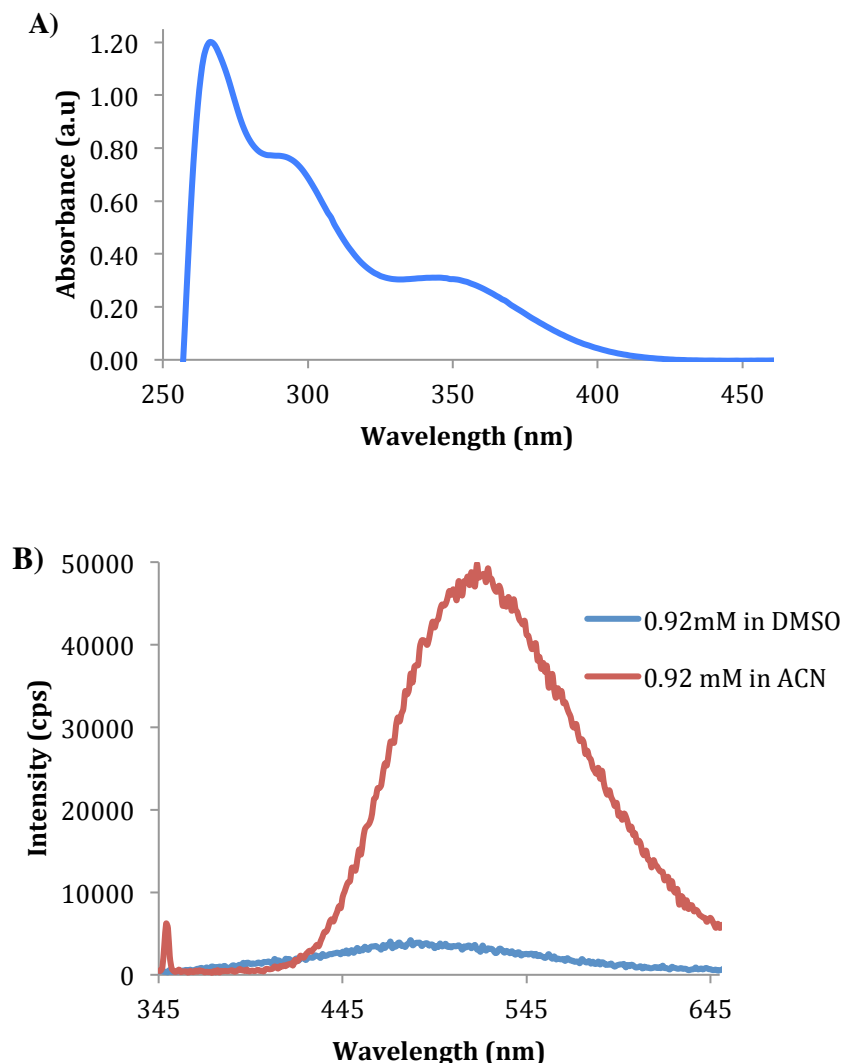 A)
Absorbance (a.u)
1.20
1.00
0.80
0.60
0.40
0.20
0.00
250 300 350 400 450
Wavelength (nm)
B)
Intensity (cps)
50000
40000
30000
20000
10000
0
0.92mM in DMSO
0.92 mM in ACN
345 445 545 645
Wavelength (nm)